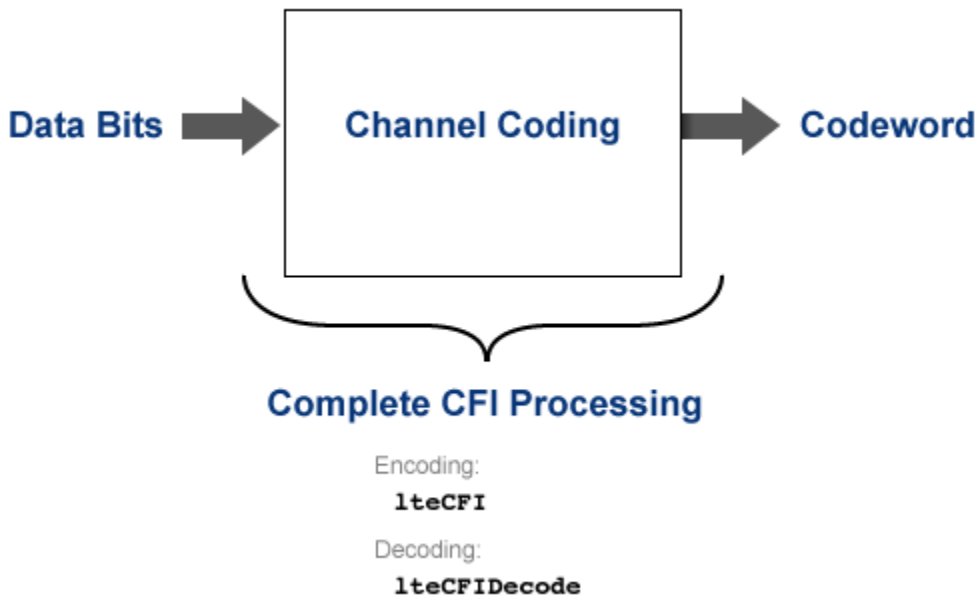 Data Bits
Channel Coding
Codeword
Complete CFI Processing
Encoding:
lteCFI
Decoding:
lteCFIDecode